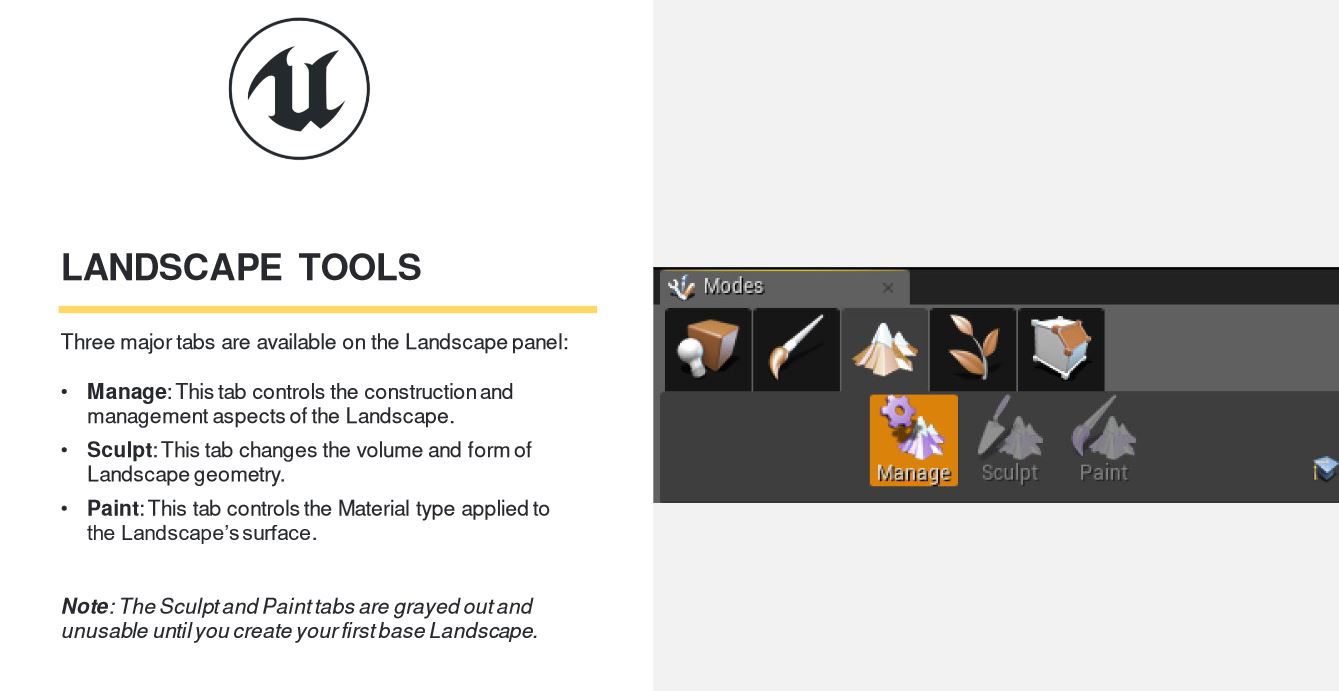 LANDSCAPE TOOLS
Three major tabs are available on the Landscape panel:
• Manage: This tab controls the construction and
management aspects of the Landscape.
• Sculpt: This tab changes the volume and form of
Landscape geometry.
• Paint: This tab controls the Material type applied to
the Landscape's surface.
Note: The Sculpt and Paint tabs are grayed out and
unusable until you create your first base Landscape.
Modes
Manage Sculpt Paint